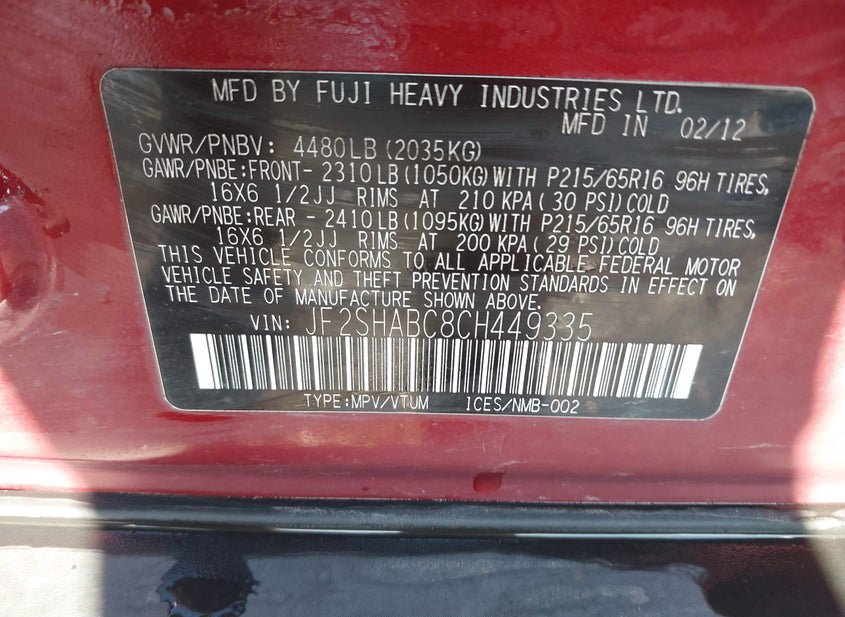 MFD BY FUJI HEAVY INDUSTRIES LTD.
MFD IN 02/12
GVWR/PNBV: 4480LB(2035KG)
GAWR/PNBE:FRONT- 2310LB(1050KG)WITH P215/65R16 96H TIRES,
16X6 1/2JJ RIMS AT 210 KPA( 30 PSI)COLD
GAWR/PNBE:REAR - 2410LB(1095KG)WITH P215/65R16 96H TIRES,
16X6 1/2JJ RIMS AT 200 KPA( 29 PSI)COLD
THIS VEHICLE CONFORMS TO ALL APPLICABLE FEDERAL MOTOR
VEHICLE SAFETY AND THEFT PREVENTION STANDARDS IN EFFECT ON
THE DATE OF MANUFACTURE SHOWN ABOVE.
VIN: JF2SHABC8CH449335
TYPE:MPV/VTUM ICES/NMB-002